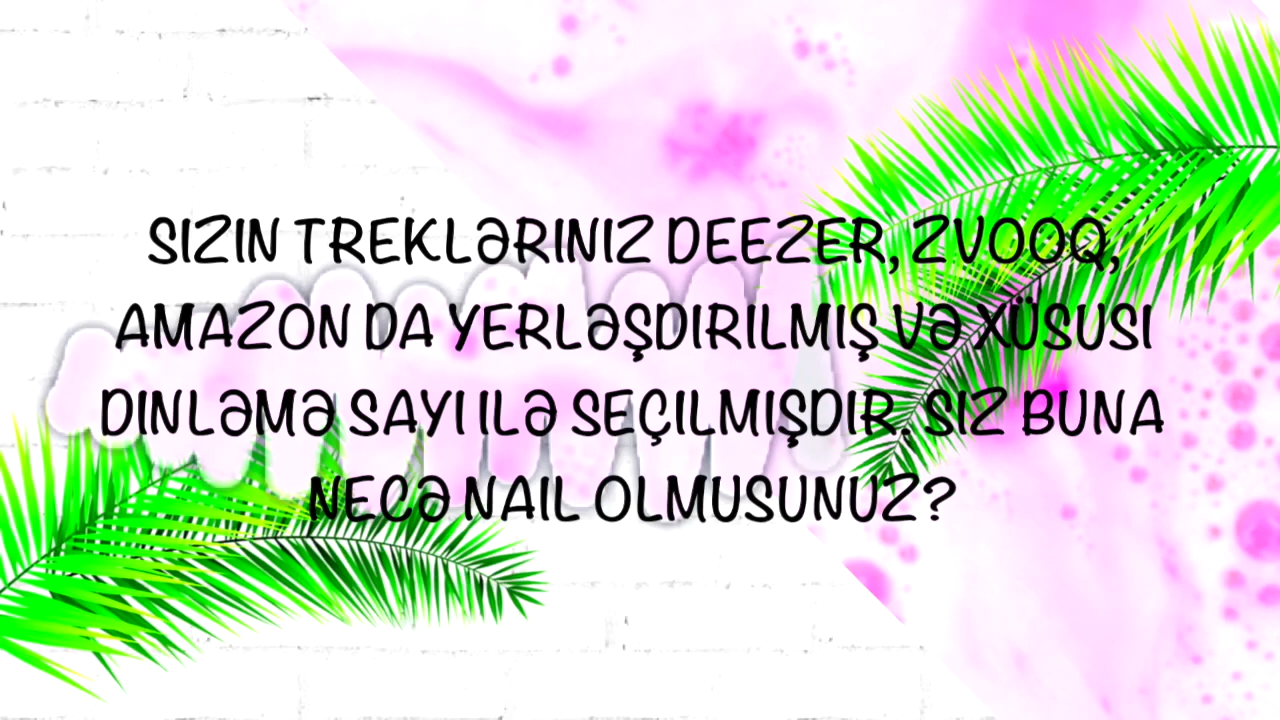 SIZIN TREKLƏRINIZ DEEZER, ZVOOQ,
AMAZON DA YERLƏŞDIRILMIŞ VƏ XÜSUSI
DINLƏMƏ SAYI ILƏ SEÇILMIŞDIR, SIZ BUNA
NECƏ NAIL OLMUSUNUZ?